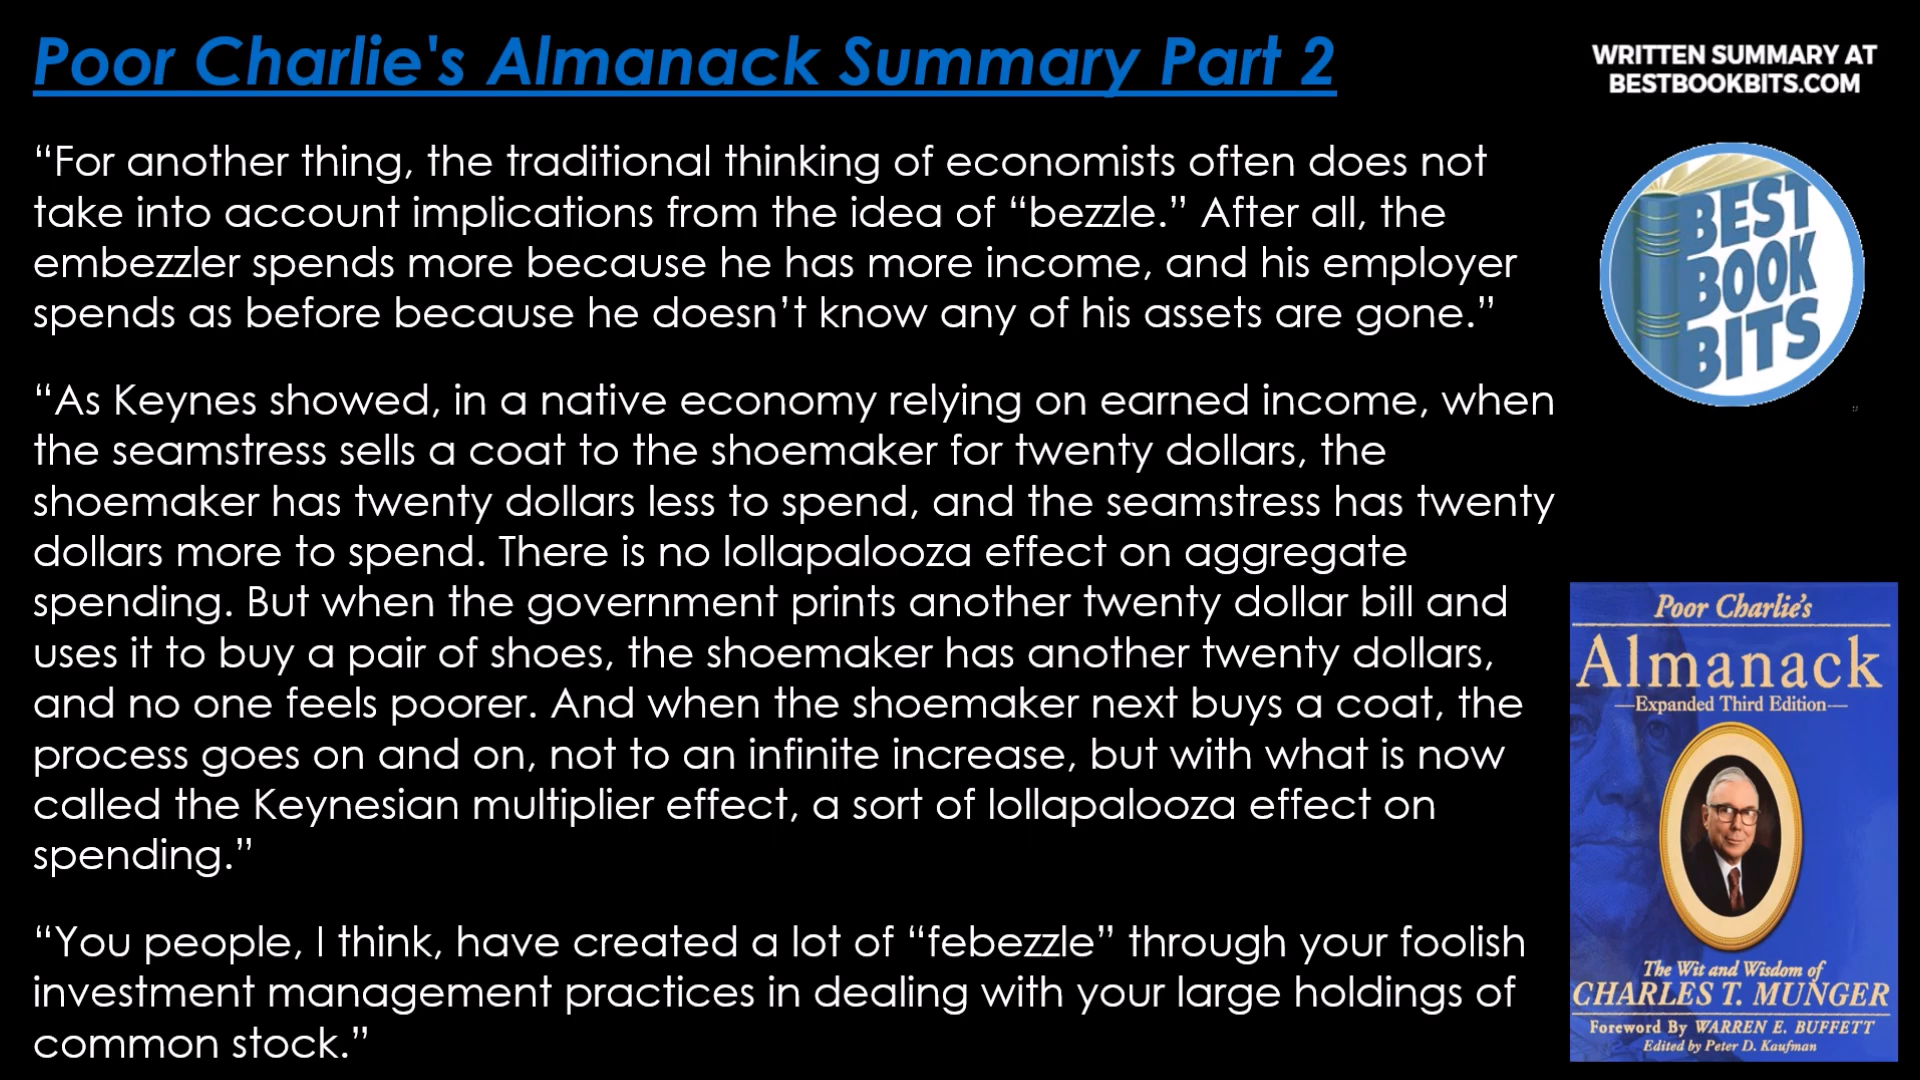 Poor Charlie's Almanack Summary Part 2
WRITTEN SUMMARY AT
BESTBOOKBITS.COM
“For another thing, the traditional thinking of economists often does not
take into account implications from the idea of “bezzle.” After all, the
embezzler spends more because he has more income, and his employer
spends as before because he doesn’t know any of his assets are gone.”
“As Keynes showed, in a native economy relying on earned income, when
the seamstress sells a coat to the shoemaker for twenty dollars, the
shoemaker has twenty dollars less to spend, and the seamstress has twenty
dollars more to spend. There is no lollapalooza effect on aggregate
spending. But when the government prints another twenty dollar bill and
uses it to buy a pair of shoes, the shoemaker has another twenty dollars,
and no one feels poorer. And when the shoemaker next buys a coat, the
process goes on and on, not to an infinite increase, but with what is now
called the Keynesian multiplier effect, a sort of lollapalooza effect on
spending.”
“You people, I think, have created a lot of “febezzle” through your foolish
investment management practices in dealing with your large holdings of
common stock.”
BEST
BOOK
BITS
Poor Charlie's
Almanack
—Expanded Third Edition—
The Wit and Wisdom of
CHARLES T. MUNGER
Foreword By WARREN E. BUFFETT
Edited by Peter D. Kaufman